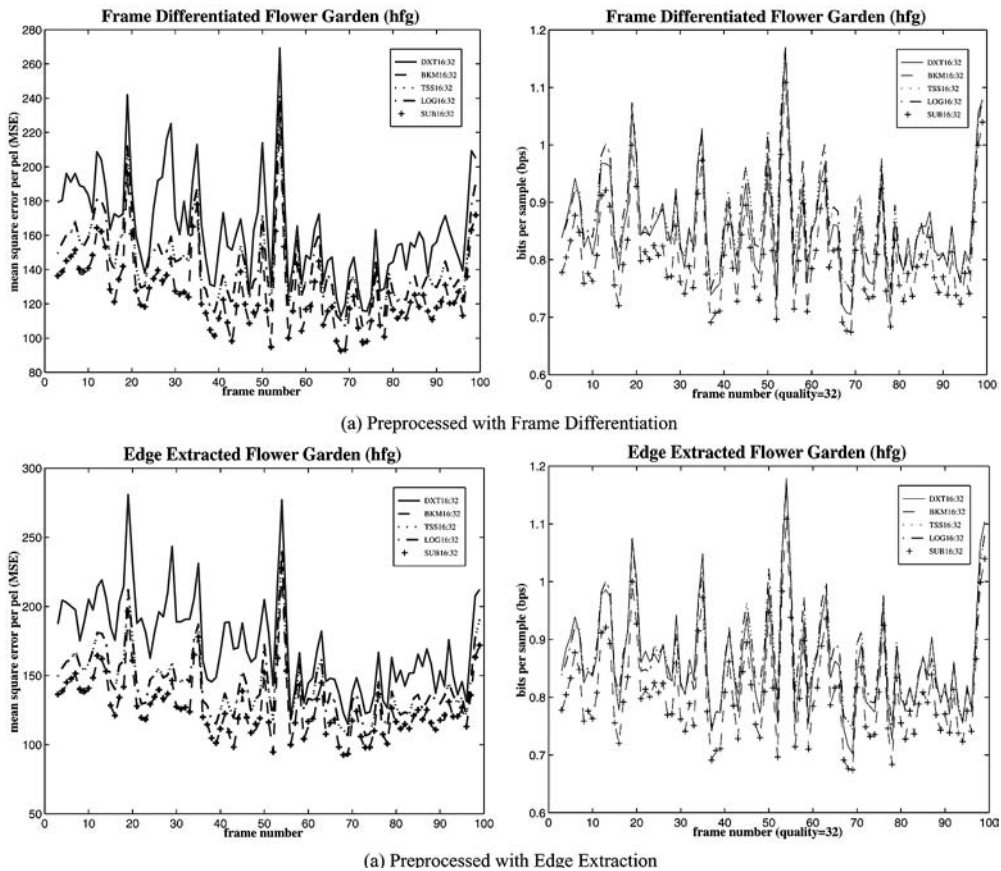 Frame Differentiated Flower Garden (hfg)
280
260
240
220
200
180
160
140
120
100
80
mean square error per pel (MSE)
DXT16:32
BKM16:32
TSS16:32
LOG16:32
SUB16:32
0 10 20 30 40 50 60 70 80 90 100
frame number
Frame Differentiated Flower Garden (hfg)
1.2
1.1
1
0.9
0.8
0.7
0.6
bits per sample (bps)
DXT16:32
BKM16:32
TSS16:32
LOG16:32
SUB16:32
0 10 20 30 40 50 60 70 80 90 100
frame number (quality=32)
(a) Preprocessed with Frame Differentiation
Edge Extracted Flower Garden (hfg)
300
250
200
150
100
50
mean square error per pel (MSE)
DXT16:32
BKM16:32
TSS16:32
LOG16:32
SUB16:32
0 10 20 30 40 50 60 70 80 90 100
frame number
Edge Extracted Flower Garden (hfg)
1.2
1.1
1
0.9
0.8
0.7
0.6
bits per sample (bps)
DXT16:32
BKM16:32
TSS16:32
LOG16:32
SUB16:32
0 10 20 30 40 50 60 70 80 90 100
frame number (quality=32)
(a) Preprocessed with Edge Extraction